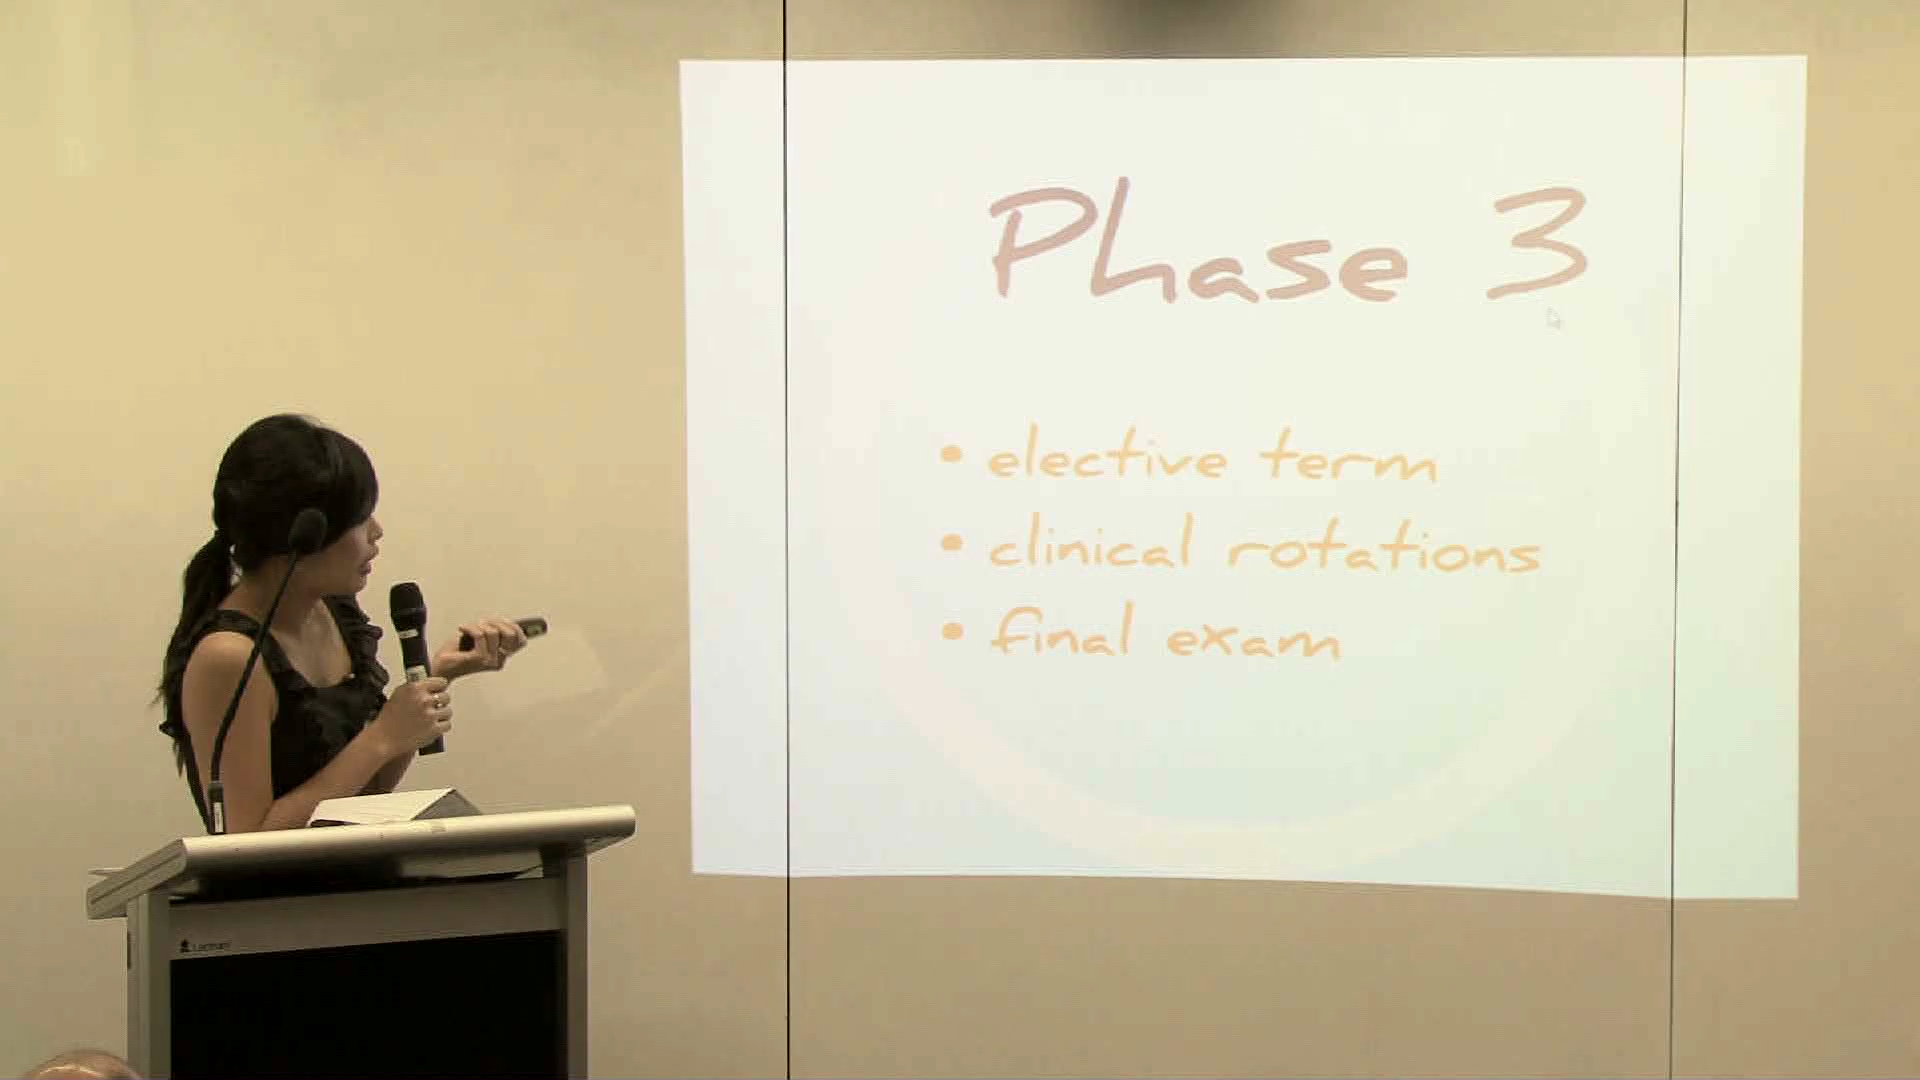 Phase 3
• elective term
• clinical rotations
• final exam